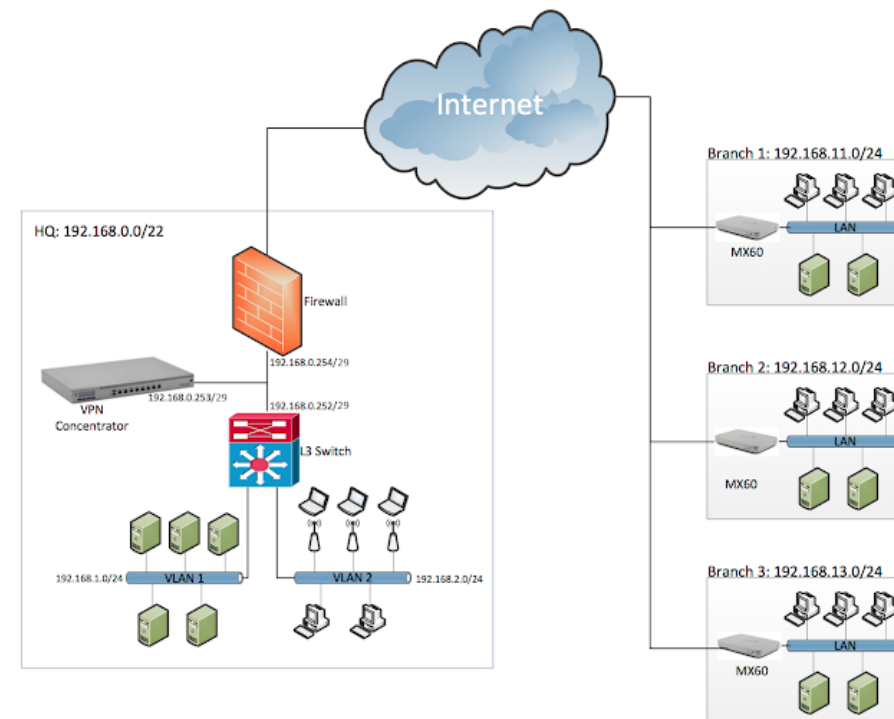 Internet
HQ: 192.168.0.0/22
Firewall
192.168.0.254/29
VPN
Concentrator
192.168.0.253/29
192.168.0.252/29
L3 Switch
192.168.1.0/24
VLAN 1
VLAN 2
192.168.2.0/24
Branch 1: 192.168.11.0/24
LAN
MX60
Branch 2: 192.168.12.0/24
LAN
MX60
Branch 3: 192.168.13.0/24
LAN
MX60